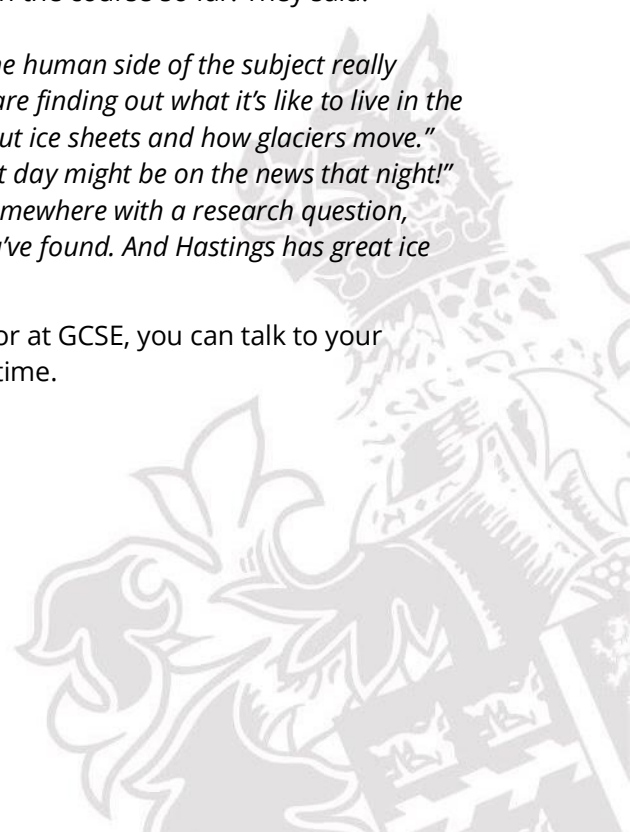 the course so far. They said:
e human side of the subject really
are finding out what it’s like to live in the
ut ice sheets and how glaciers move.”
t day might be on the news that night!”
mewhere with a research question,
’ve found. And Hastings has great ice
or at GCSE, you can talk to your
time.